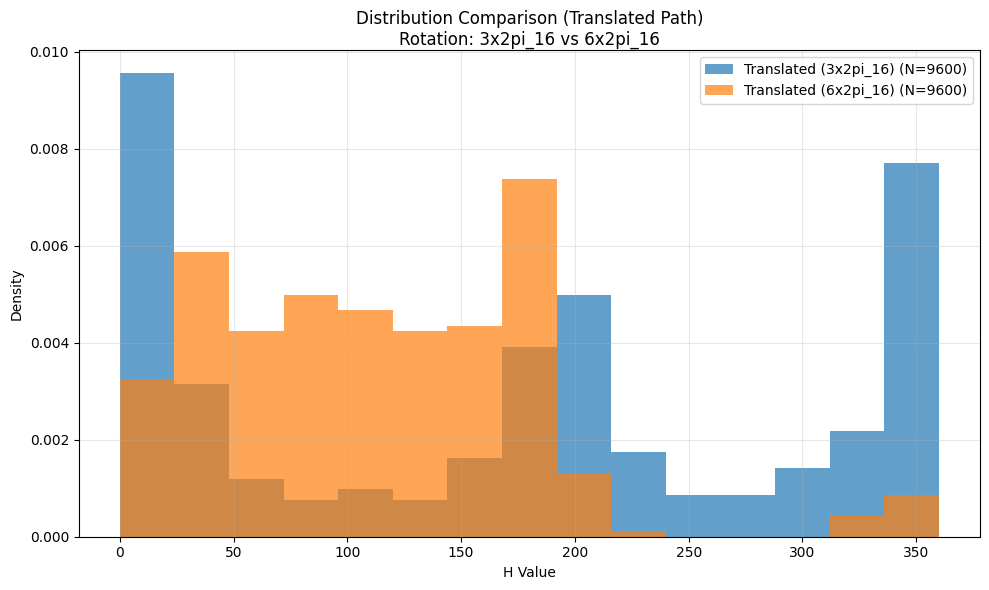 Distribution Comparison (Translated Path)
Rotation: 3x2pi_16 vs 6x2pi_16
Translated (3x2pi_16) (N=9600)
Translated (6x2pi_16) (N=9600)
Density
0.010
0.008
0.006
0.004
0.002
0.000
0 50 100 150 200 250 300 350
H Value